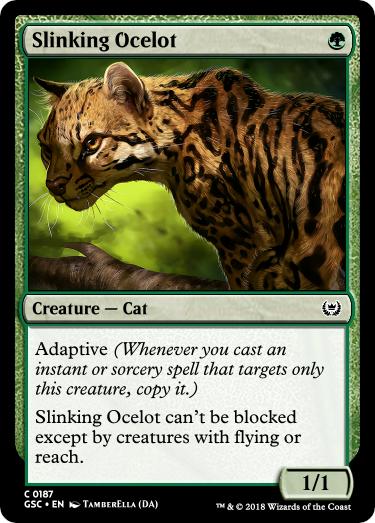 Slinking Ocelot
Creature — Cat
Adaptive (Whenever you cast an
instant or sorcery spell that targets only
this creature, copy it.)
Slinking Ocelot can't be blocked
except by creatures with flying or
reach.
1/1
C 0187
GSC • EN TamberElla (DA)
™ & © 2018 Wizards of the Coast